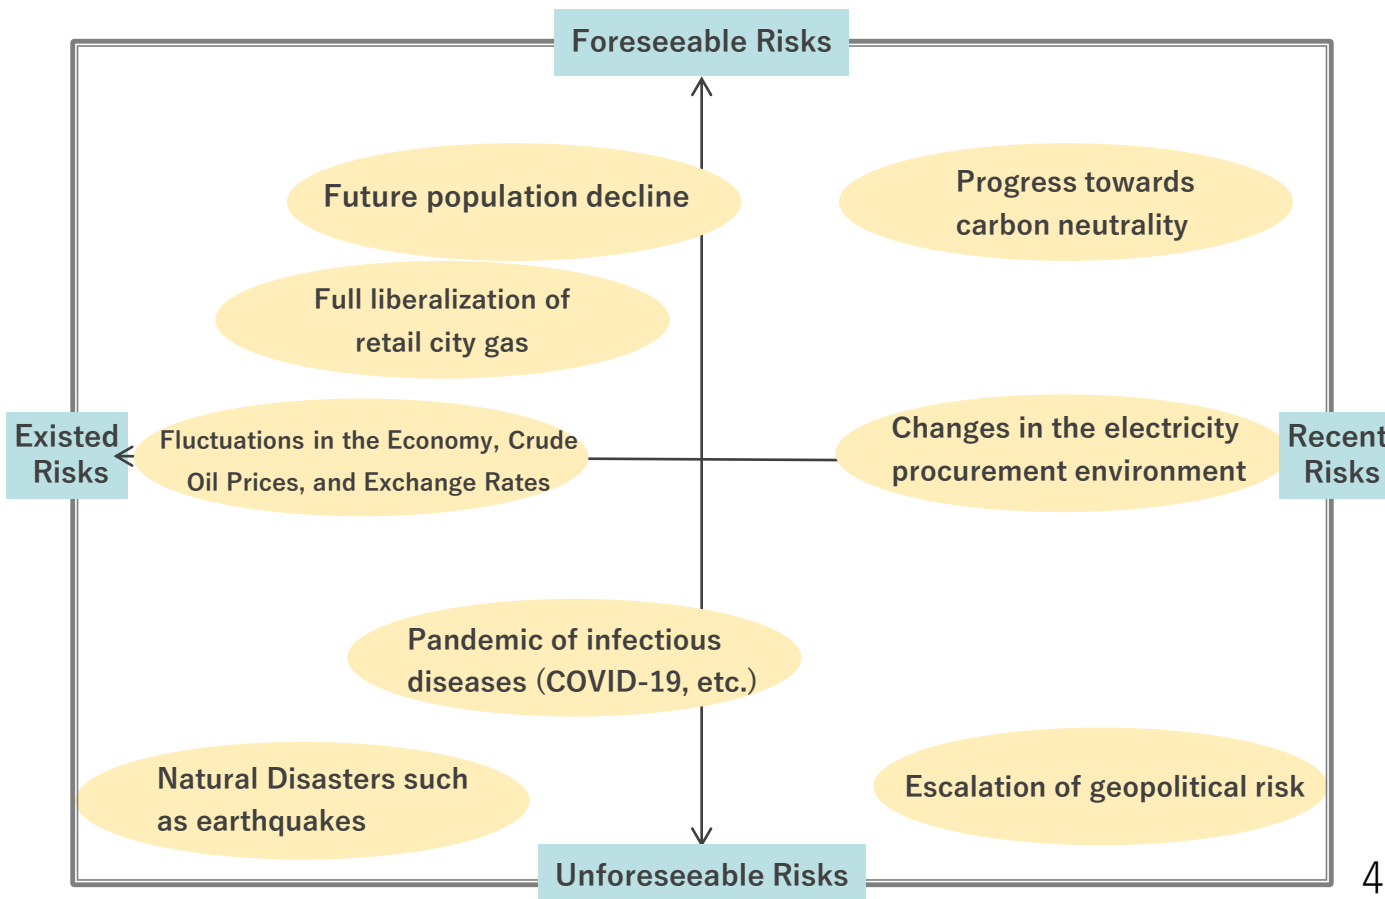 Foreseeable Risks
Future population decline
Progress towards
carbon neutrality
Full liberalization of
retail city gas
Existed
Risks
Fluctuations in the Economy, Crude
Oil Prices, and Exchange Rates
Changes in the electricity
procurement environment
Recent
Risks
Pandemic of infectious
diseases (COVID-19, etc.)
Natural Disasters such
as earthquakes
Escalation of geopolitical risk
Unforeseeable Risks
4